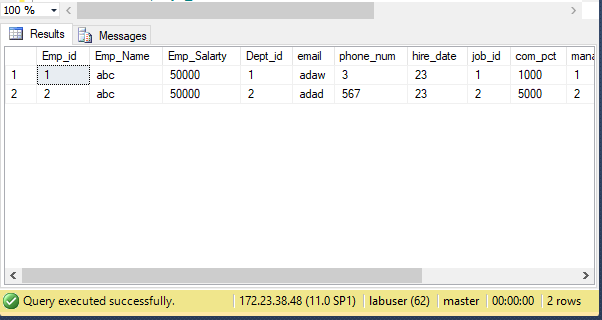 100 %
Results Messages
Emp_id Emp_Name Emp_Salarty Dept_id email phone_num hire_date job_id com_pct mana
1 1 abc 50000 1 adaw 3 23 1 1000 1
2 2 abc 50000 2 adad 567 23 2 5000 2
Query executed successfully. 172.23.38.48 (11.0 SP1) labuser (62) master 00:00:00 2 rows